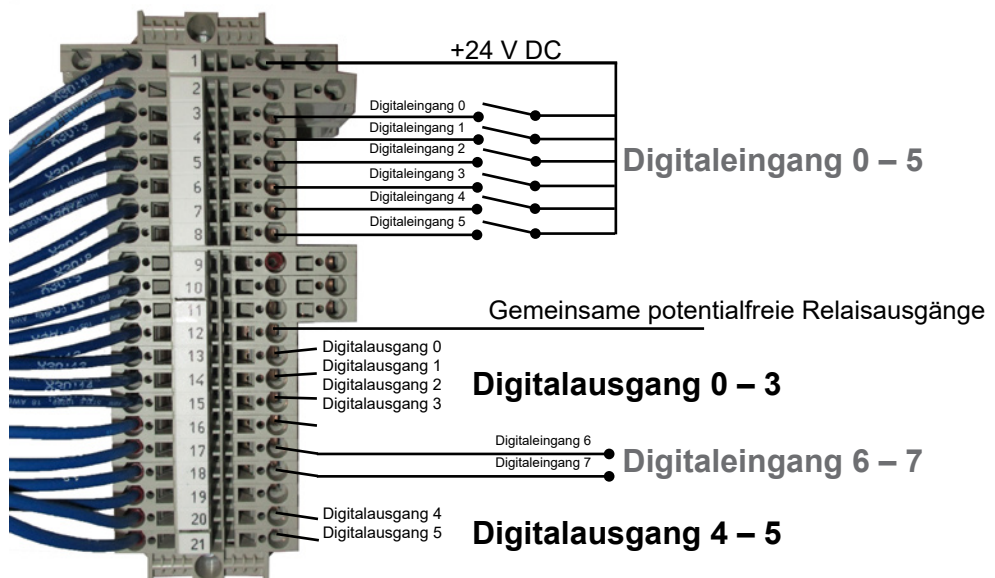 +24 V DC
1
2
3
4
5
6
7
8
9
10
11
12
13
14
15
16
17
18
19
20
21
Digitaleingang 0
Digitaleingang 1
Digitaleingang 2
Digitaleingang 3
Digitaleingang 4
Digitaleingang 5
Digitaleingang 0 – 5
Gemeinsame potentialfreie Relaisausgänge
Digitalausgang 0
Digitalausgang 1
Digitalausgang 2
Digitalausgang 3
Digitalausgang 0 – 3
Digitaleingang 6
Digitaleingang 7
Digitaleingang 6 – 7
Digitalausgang 4
Digitalausgang 5
Digitalausgang 4 – 5